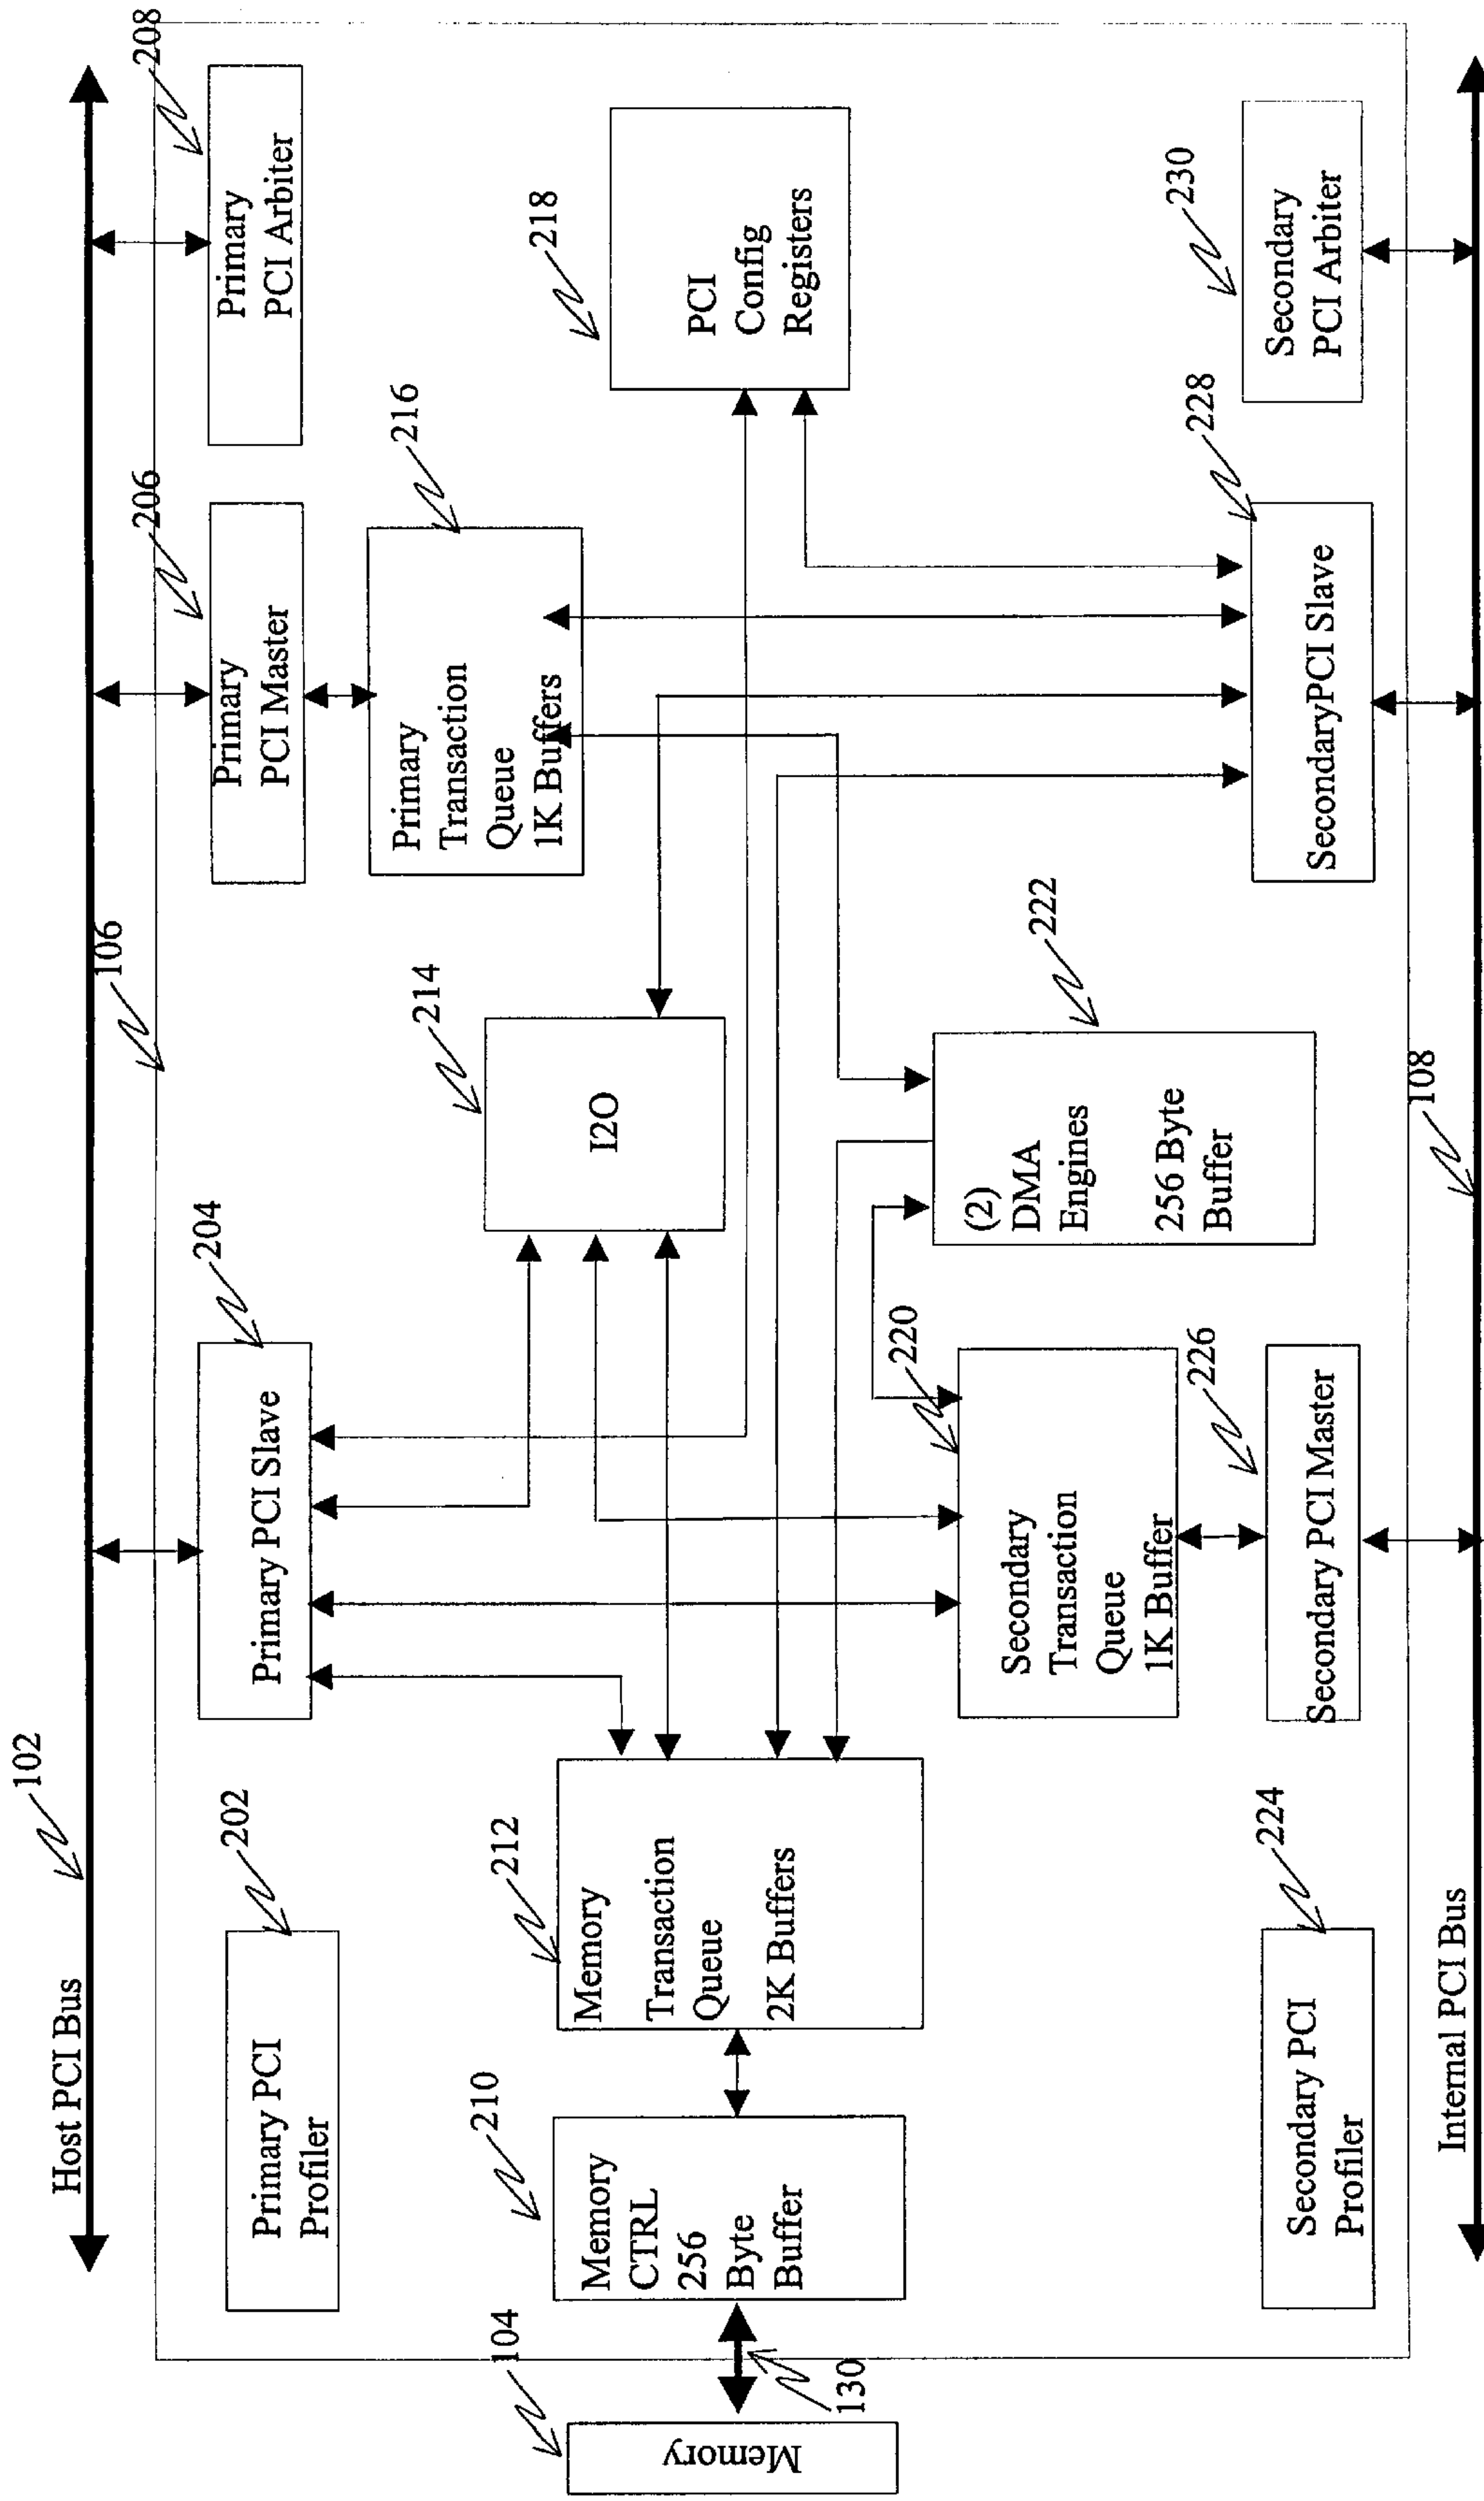 Host PCI Bus
102
106
Primary PCI
Profiler
202
Primary PCI Slave
204
Primary
PCI Master
206
Primary
PCI Arbiter
208
104
Memory
130
Memory
CTRL
256
Byte
Buffer
210
Memory
Transaction
Queue
2K Buffers
212
I2O
214
Primary
Transaction
Queue
1K Buffers
216
PCI
Config
Registers
218
Secondary
Transaction
Queue
1K Buffer
220
(2)
DMA
Engines
256 Byte
Buffer
222
Secondary PCI
Profiler
224
Secondary PCI Master
226
SecondaryPCI Slave
228
Secondary
PCI Arbiter
230
Internal PCI Bus
108